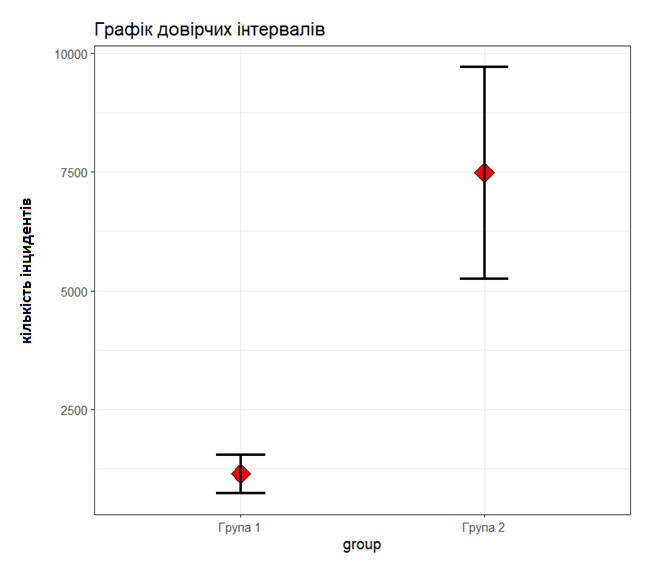 Графік довірчих інтервалів
кількість інцидентів
10000
7500
5000
2500
Група 1
Група 2
group